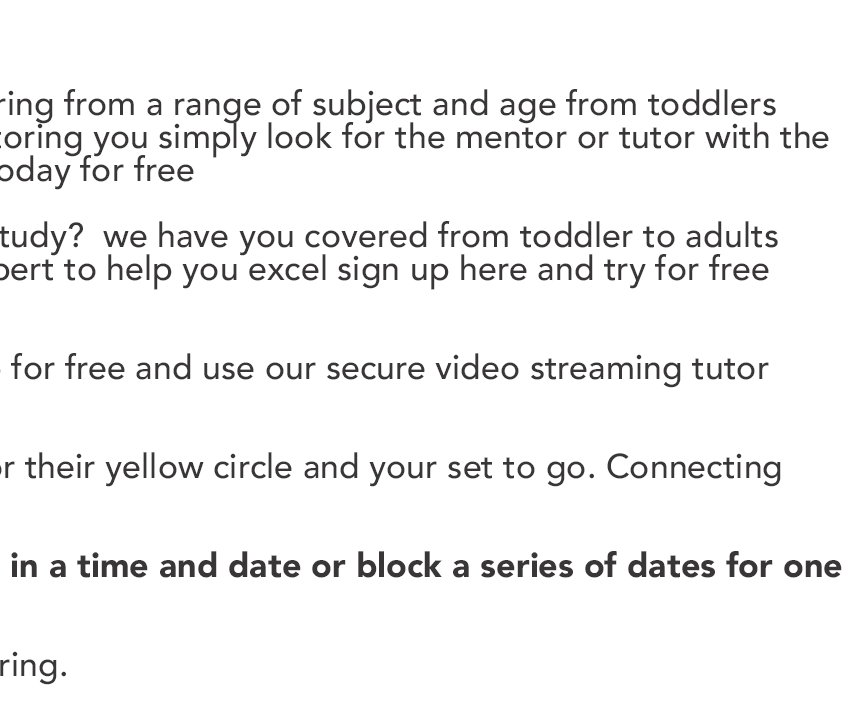 ring from a range of subject and age from toddlers
toring you simply look for the mentor or tutor with the
oday for free
tudy?  we have you covered from toddler to adults
pert to help you excel sign up here and try for free
for free and use our secure video streaming tutor
or their yellow circle and your set to go. Connecting
in a time and date or block a series of dates for one
ring.